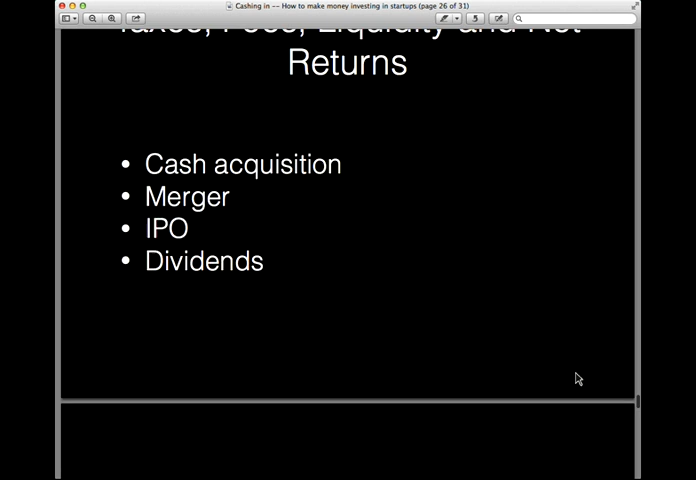 Cashing in -- How to make money investing in startups (page 26 of 31)
Taxes, Fees, Liquidity and Net
Returns
• Cash acquisition
• Merger
• IPO
• Dividends